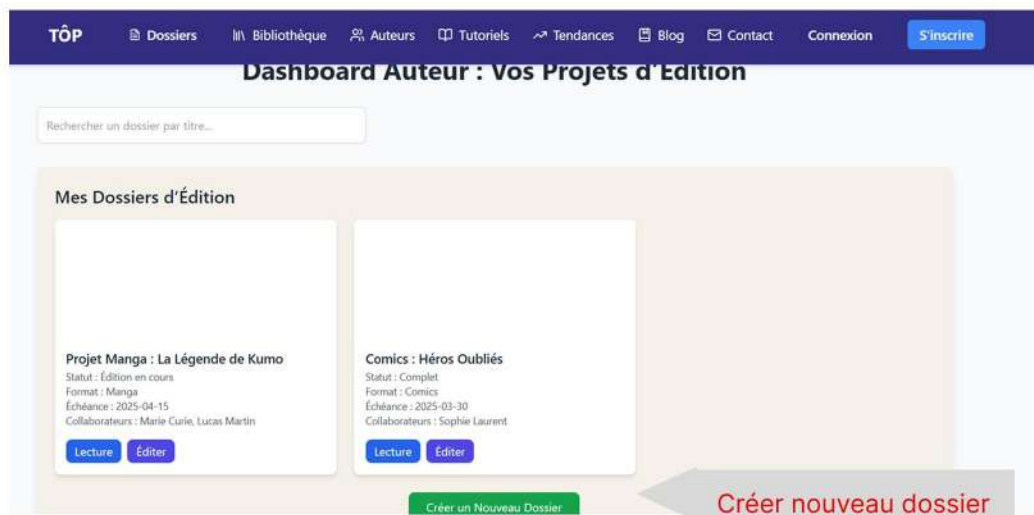 TÔP Dossiers Bibliothèque Auteurs Tutoriels Tendances Blog Contact Connexion S'inscrire
Dashboard Auteur : Vos Projets d'Édition
Rechercher un dossier par titre...
Mes Dossiers d'Édition
Projet Manga : La Légende de Kumo
Statut : Édition en cours
Format : Manga
Échéance : 2025-04-15
Collaborateurs : Marie Curie, Lucas Martin
Lecture Éditer
Comics : Héros Oubliés
Statut : Complet
Format : Comics
Échéance : 2025-03-30
Collaborateurs : Sophie Laurent
Lecture Éditer
Créer un Nouveau Dossier
Créer nouveau dossier